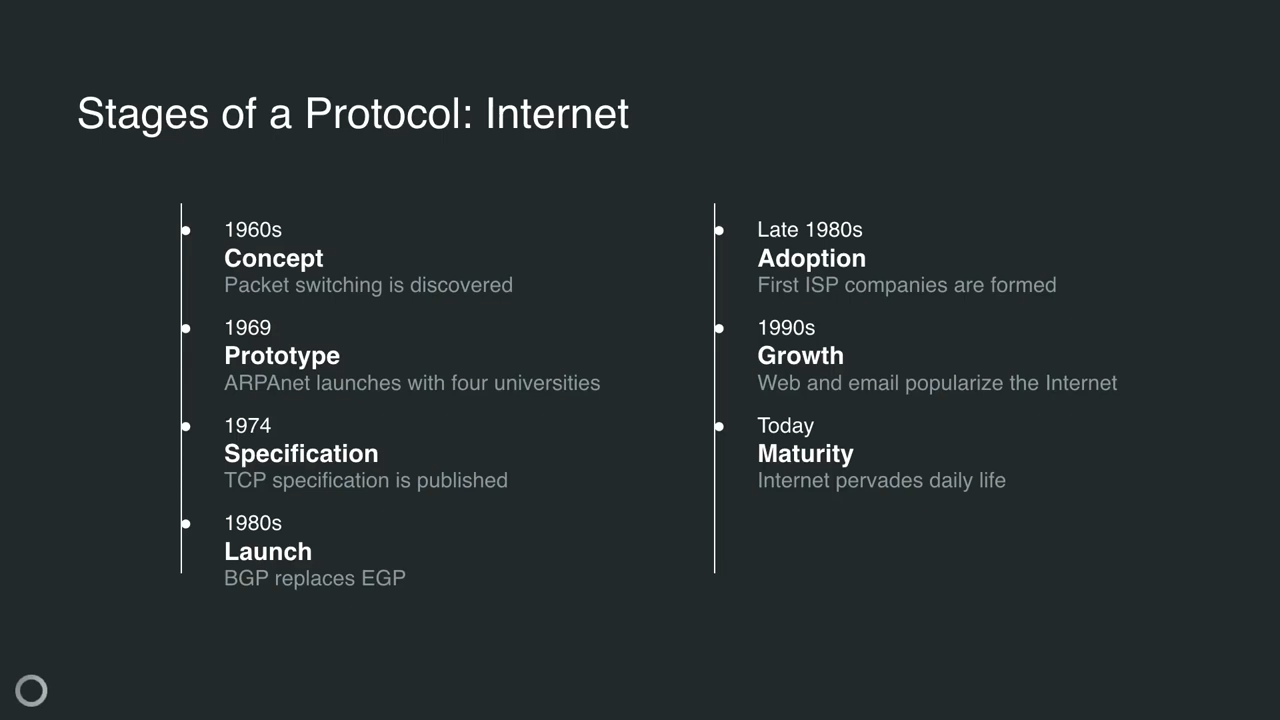 Stages of a Protocol: Internet
1960s
Concept
Packet switching is discovered
1969
Prototype
ARPAnet launches with four universities
1974
Specification
TCP specification is published
1980s
Launch
BGP replaces EGP
Late 1980s
Adoption
First ISP companies are formed
1990s
Growth
Web and email popularize the Internet
Today
Maturity
Internet pervades daily life